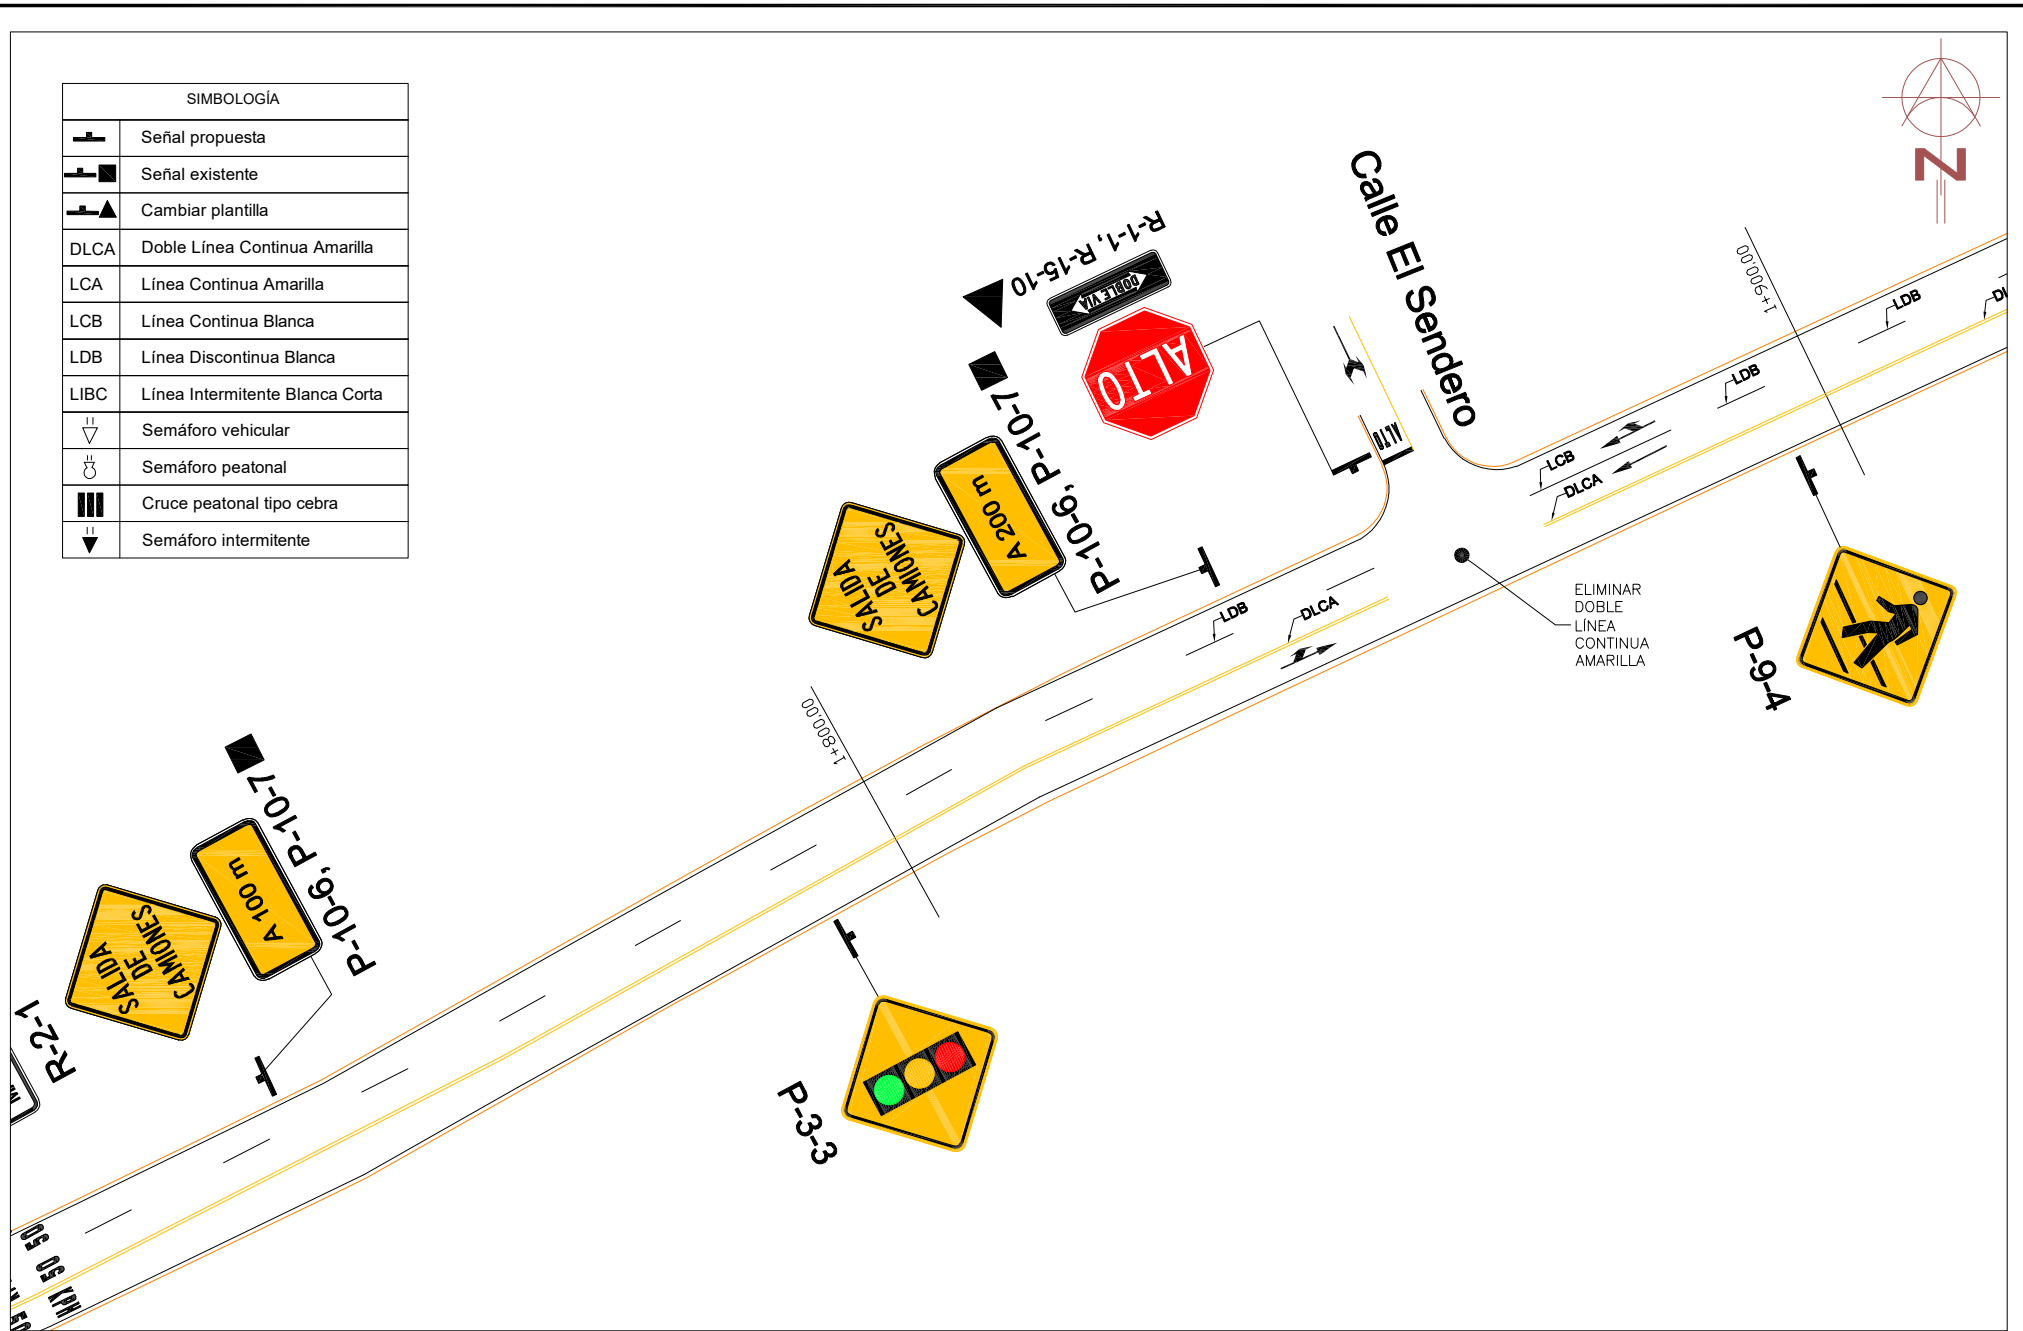 SIMBOLOGÍA
Señal propuesta
Señal existente
Cambiar plantilla
DLCA Doble Línea Continua Amarilla
LCA Línea Continua Amarilla
LCB Línea Continua Blanca
LDB Línea Discontinua Blanca
LIBC Línea Intermitente Blanca Corta
Semáforo vehicular
Semáforo peatonal
Cruce peatonal tipo cebra
Semáforo intermitente
N
R-1-1, R-15-10
DOBLE VIA
ALTO
Calle El Sendero
ALTO
1+900.00
LDB
LDB
LCB
DLCA
P-10-6, P-10-7
A 200 m
SALIDA
DE
CAMIONES
LDB
DLCA
ELIMINAR
DOBLE
LÍNEA
CONTINUA
AMARILLA
P-9-4
1+800.00
P-10-6, P-10-7
A 100 m
SALIDA
DE
CAMIONES
R-2-1
P-3-3
50
50
KPH